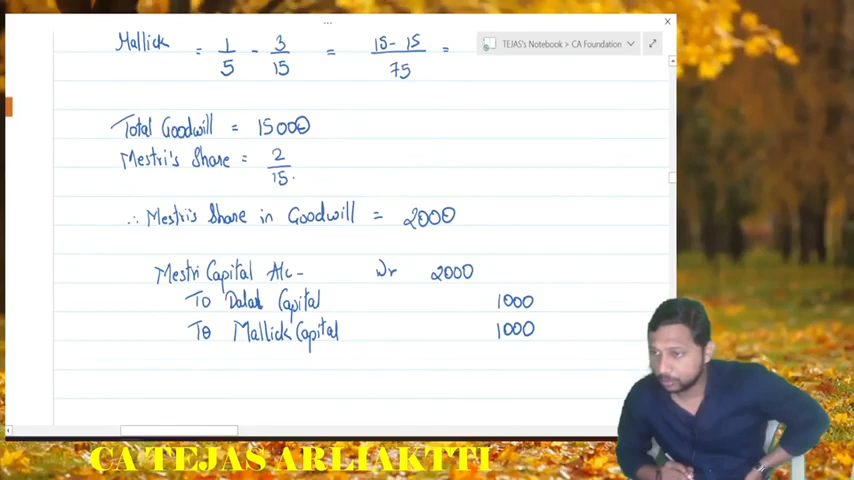 Mallick = 1/5 - 3/15 = 15-15/75 =
TEJAS's Notebook > CA Foundation
Total Goodwill = 15000
Mestri's Share = 2/15.
∴ Mestri's Share in Goodwill = 2000
Mestri Capital A/c - Dr 2000
To Dalal Capital 1000
To Mallick Capital 1000
CA TEJAS ARLIAKTTI